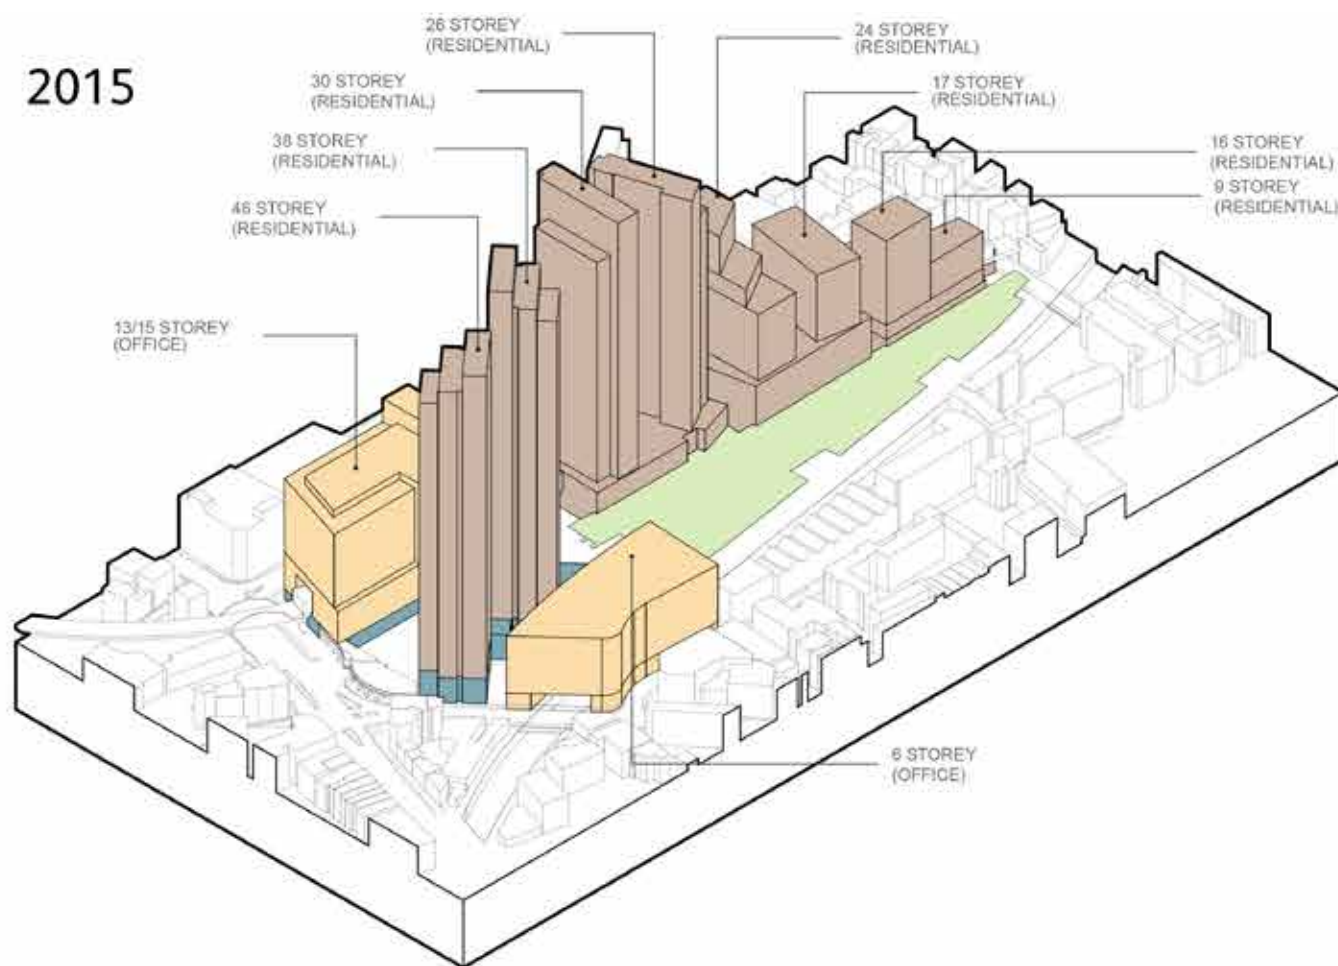 2015
26 STOREY
(RESIDENTIAL)
24 STOREY
(RESIDENTIAL)
30 STOREY
(RESIDENTIAL)
17 STOREY
(RESIDENTIAL)
38 STOREY
(RESIDENTIAL)
16 STOREY
(RESIDENTIAL)
9 STOREY
(RESIDENTIAL)
46 STOREY
(RESIDENTIAL)
13/15 STOREY
(OFFICE)
6 STOREY
(OFFICE)